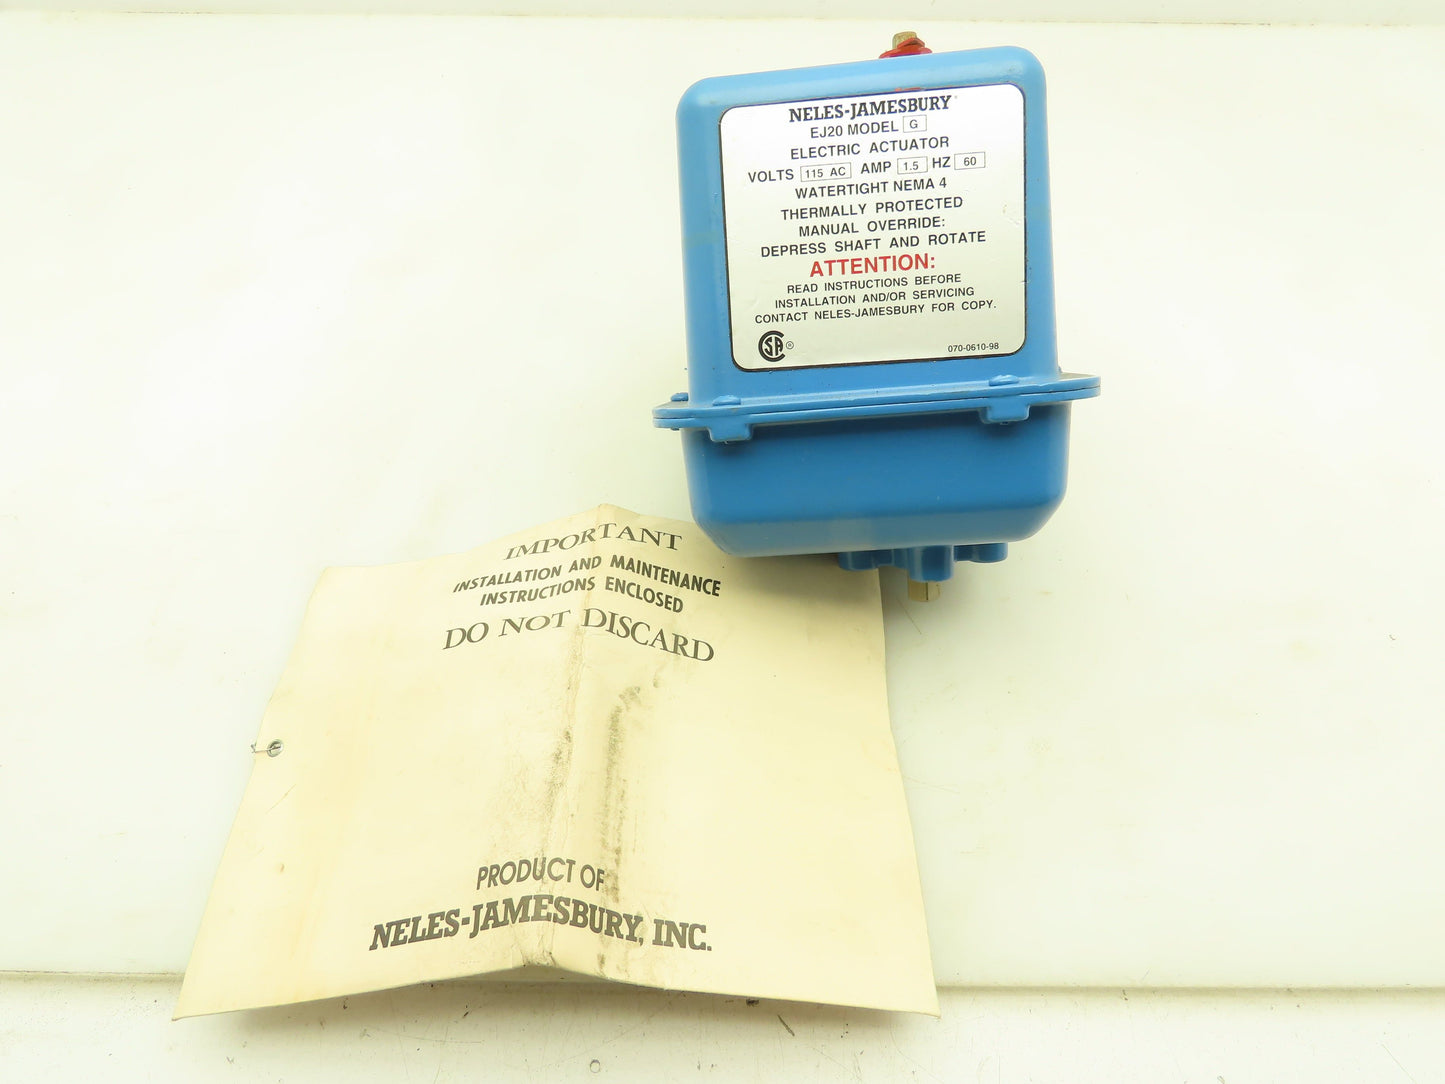 NELES-JAMESBURY
EJ20 MODEL G
ELECTRIC ACTUATOR
VOLTS 115 AC AMP 1.5 HZ 60
WATERTIGHT NEMA 4
THERMALLY PROTECTED
MANUAL OVERRIDE:
DEPRESS SHAFT AND ROTATE
ATTENTION:
READ INSTRUCTIONS BEFORE
INSTALLATION AND/OR SERVICING
CONTACT NELES-JAMESBURY FOR COPY.
CSA ®
070-0610-98
IMPORTANT
INSTALLATION AND MAINTENANCE
INSTRUCTIONS ENCLOSED
DO NOT DISCARD
PRODUCT OF
NELES-JAMESBURY, INC.